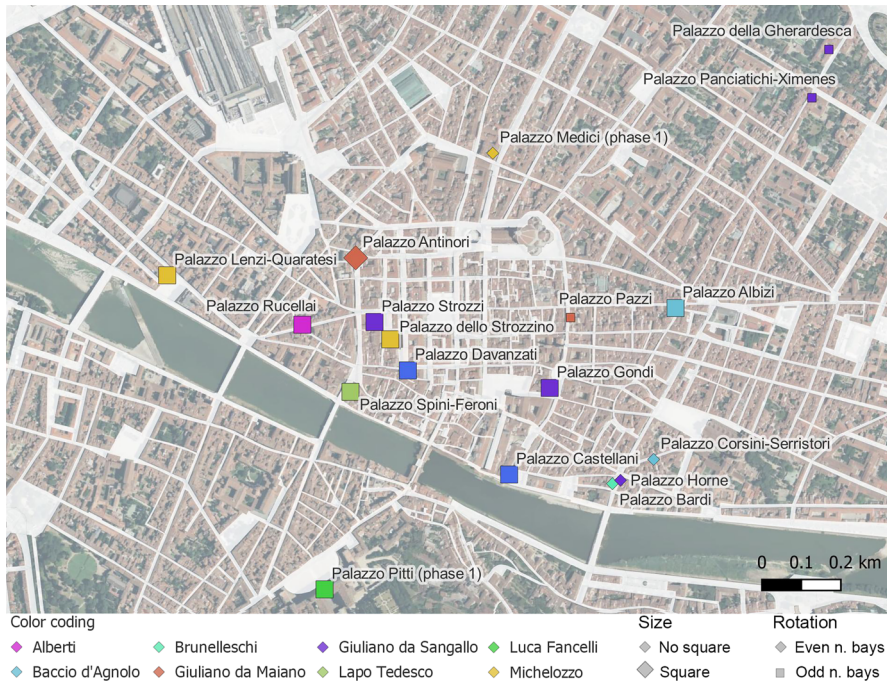 Palazzo della Gherardesca
Palazzo Panciatichi-Ximenes
Palazzo Medici (phase 1)
Palazzo Antinori
Palazzo Lenzi-Quaratesi
Palazzo Albizi
Palazzo Rucellai
Palazzo Strozzi
Palazzo Pazzi
Palazzo dello Strozzino
Palazzo Davanzati
Palazzo Gondi
Palazzo Spini-Feroni
Palazzo Corsini-Serristori
Palazzo Castellani
Palazzo Horne
Palazzo Bardi
Palazzo Pitti (phase 1)
0 0.1 0.2 km
Color coding
Alberti
Brunelleschi
Giuliano da Sangallo
Luca Fancelli
Baccio d'Agnolo
Giuliano da Maiano
Lapo Tedesco
Michelozzo
Size
No square
Square
Rotation
Even n. bays
Odd n. bays